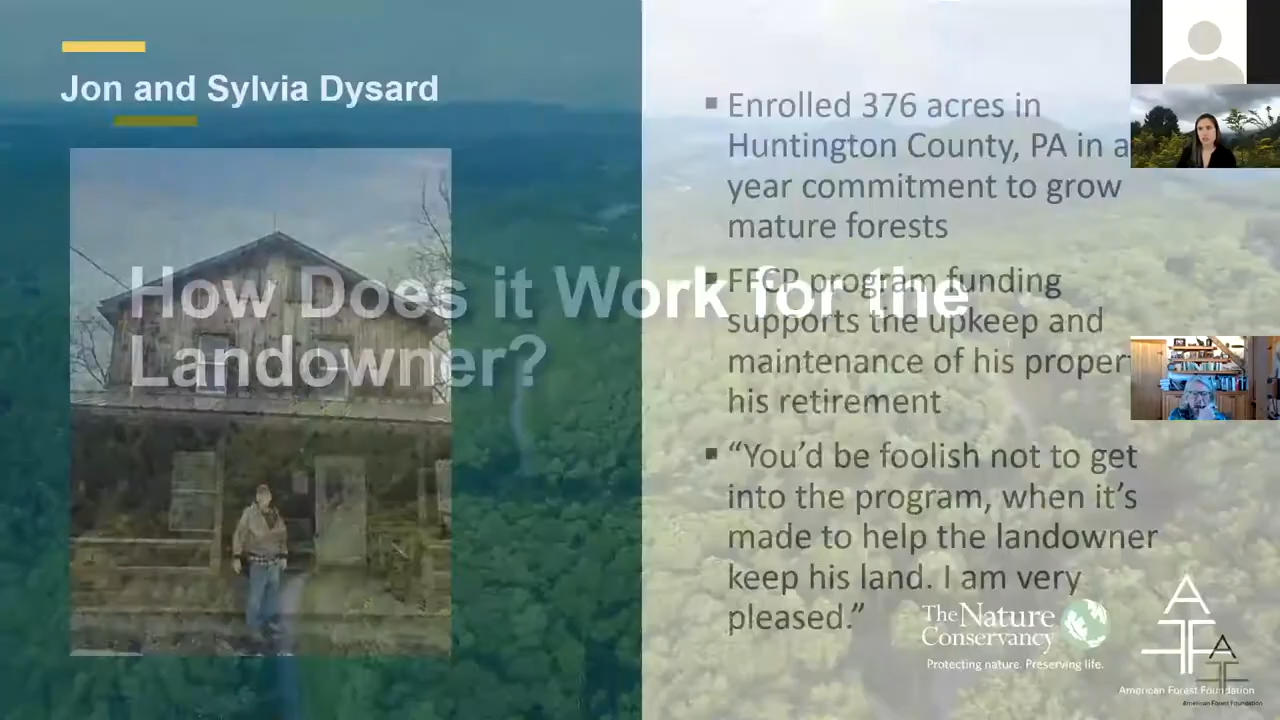 Jon and Sylvia Dysard
How Does it Work for the
Landowner?
Enrolled 376 acres in
Huntington County, PA in a
year commitment to grow
mature forests
FFCP program funding
supports the upkeep and
maintenance of his
his retirement
“You’d be foolish not to get
into the program, when it’s
made to help the landowner
keep his land. I am very
pleased.”
The Nature
Conservancy
Protecting nature. Preserving life.
American Forest Foundation
American Forest Foundation